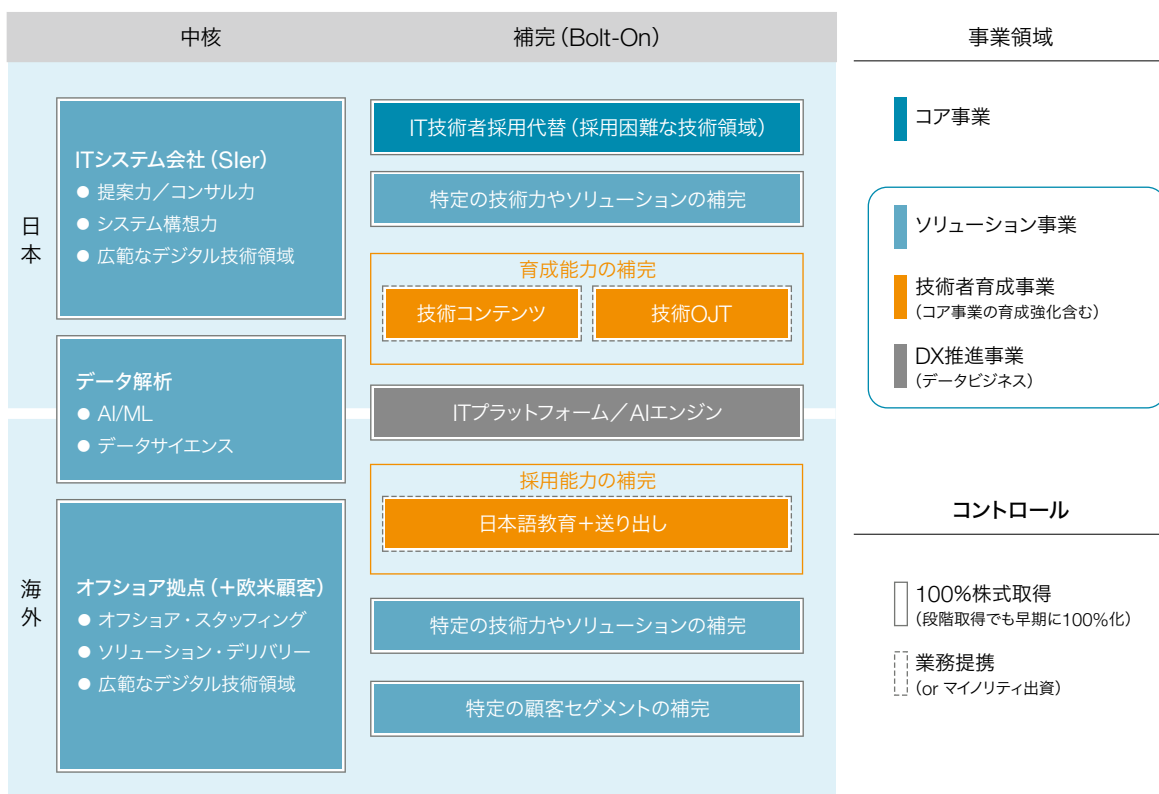 中核
補完（Bolt-On）
事業領域
日本
ITシステム会社（SIer）
● 提案力／コンサル力
● システム構想力
● 広範なデジタル技術領域
データ解析
● AI/ML
● データサイエンス
海外
オフショア拠点（＋欧米顧客）
● オフショア・スタッフィング
● ソリューション・デリバリー
● 広範なデジタル技術領域
IT技術者採用代替（採用困難な技術領域）
特定の技術力やソリューションの補完
育成能力の補完
技術コンテンツ
技術OJT
ITプラットフォーム／AIエンジン
採用能力の補完
日本語教育＋送り出し
特定の技術力やソリューションの補完
特定の顧客セグメントの補完
コア事業
ソリューション事業
技術者育成事業
（コア事業の育成強化含む）
DX推進事業
（データビジネス）
コントロール
100%株式取得
（段階取得でも早期に100%化）
業務提携
（or マイノリティ出資）